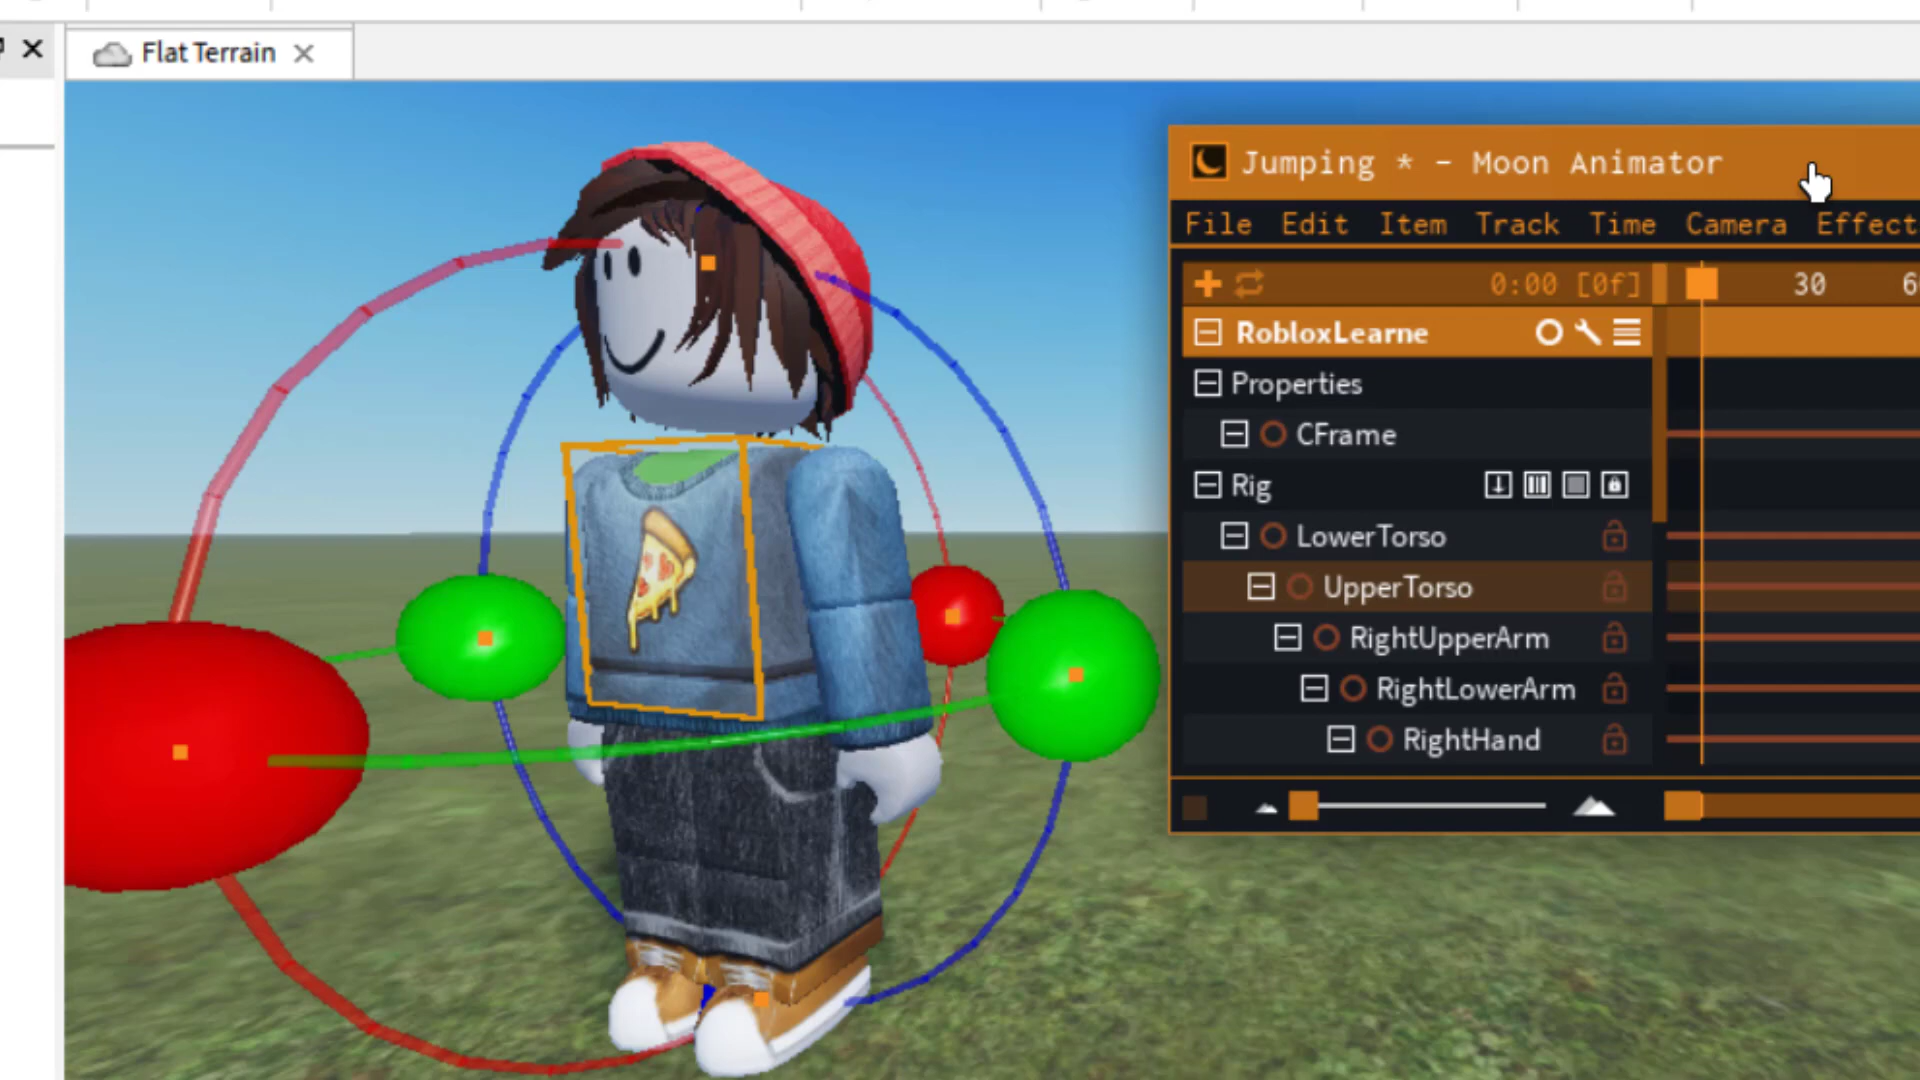 Flat Terrain
Jumping * - Moon Animator
File Edit Item Track Time Camera Effect
0:00 [0f] 30
RobloxLearne
Properties
CFrame
Rig
LowerTorso
UpperTorso
RightUpperArm
RightLowerArm
RightHand